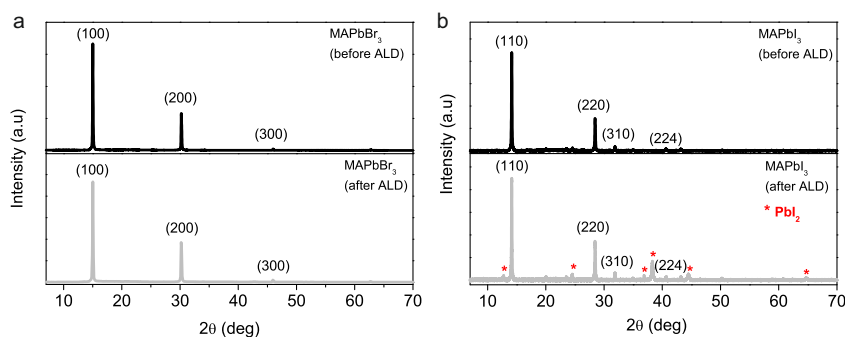 a
(100)
MAPbBr₃
(before ALD)
(200)
(300)
(100)
MAPbBr₃
(after ALD)
(200)
(300)
Intensity (a.u)
10 20 30 40 50 60 70
2θ (deg)
b
(110)
MAPbI₃
(before ALD)
(220)
(310)
(224)
(110)
MAPbI₃
(after ALD)
* PbI₂
(220)
(310)
(224)
* * * * * *
Intensity (a.u)
10 20 30 40 50 60 70
2θ (deg)